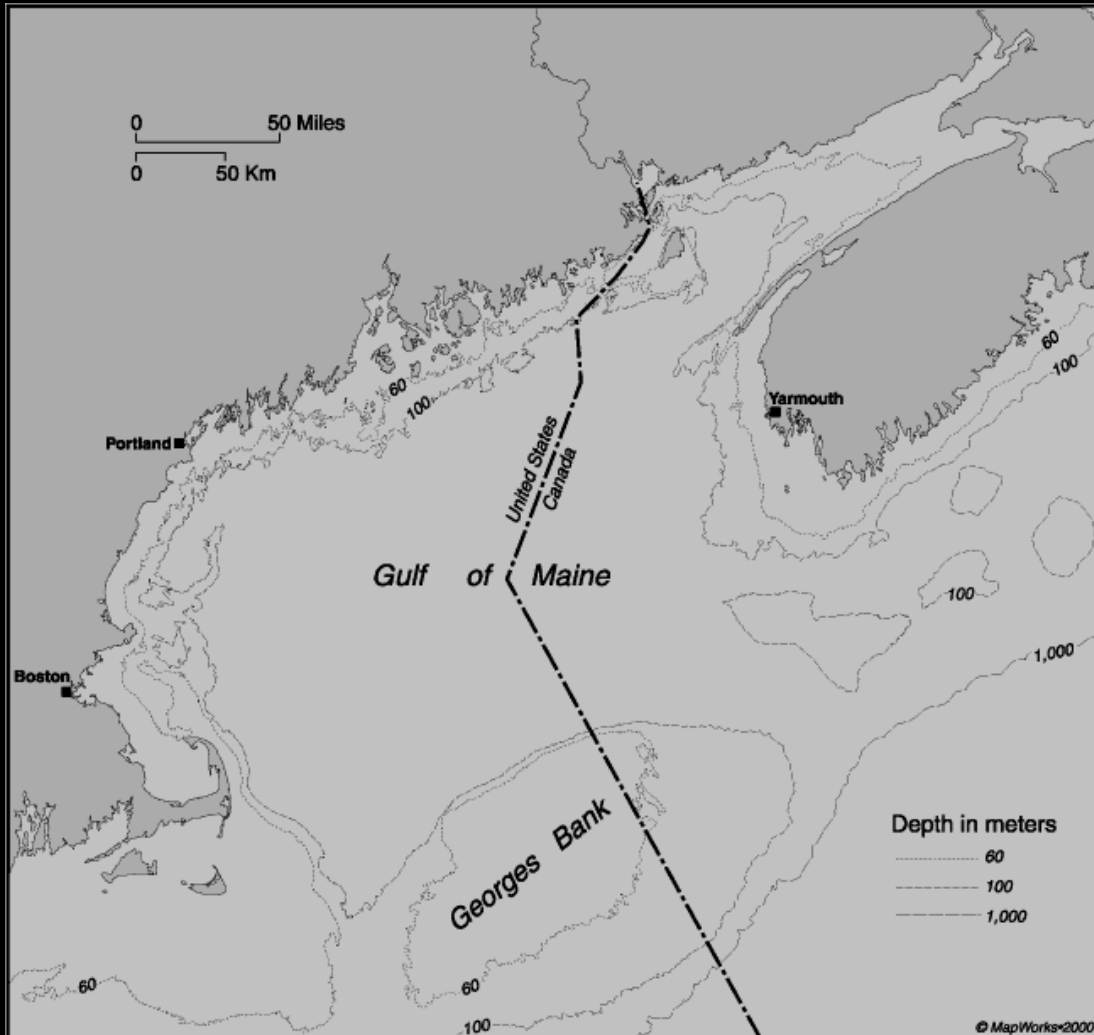 0 50 Miles
0 50 Km
60
100
60
100
Yarmouth
Portland
United States
Canada
Gulf of Maine
100
1,000
Boston
Georges Bank
Depth in meters
60
100
1,000
60
60
100
© MapWorks•2000